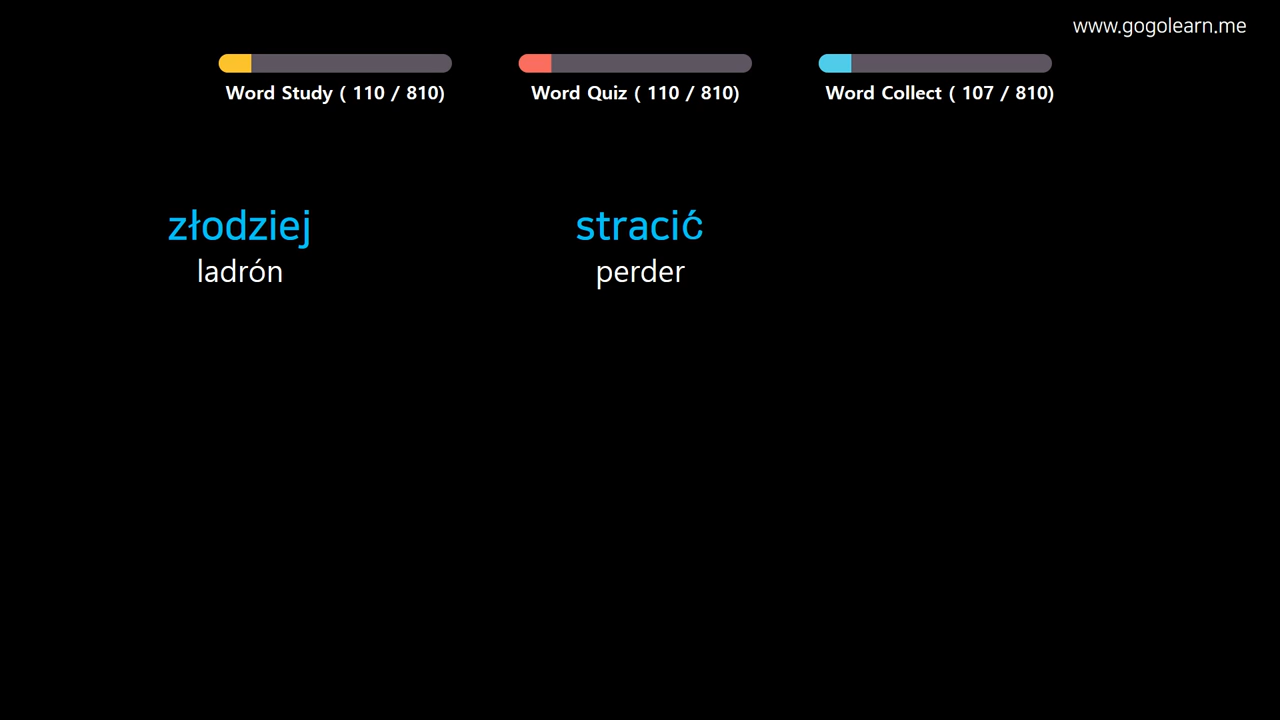 www.gogolearn.me
Word Study ( 110 / 810)
Word Quiz ( 110 / 810)
Word Collect ( 107 / 810)
złodziej
ladrón
stracić
perder